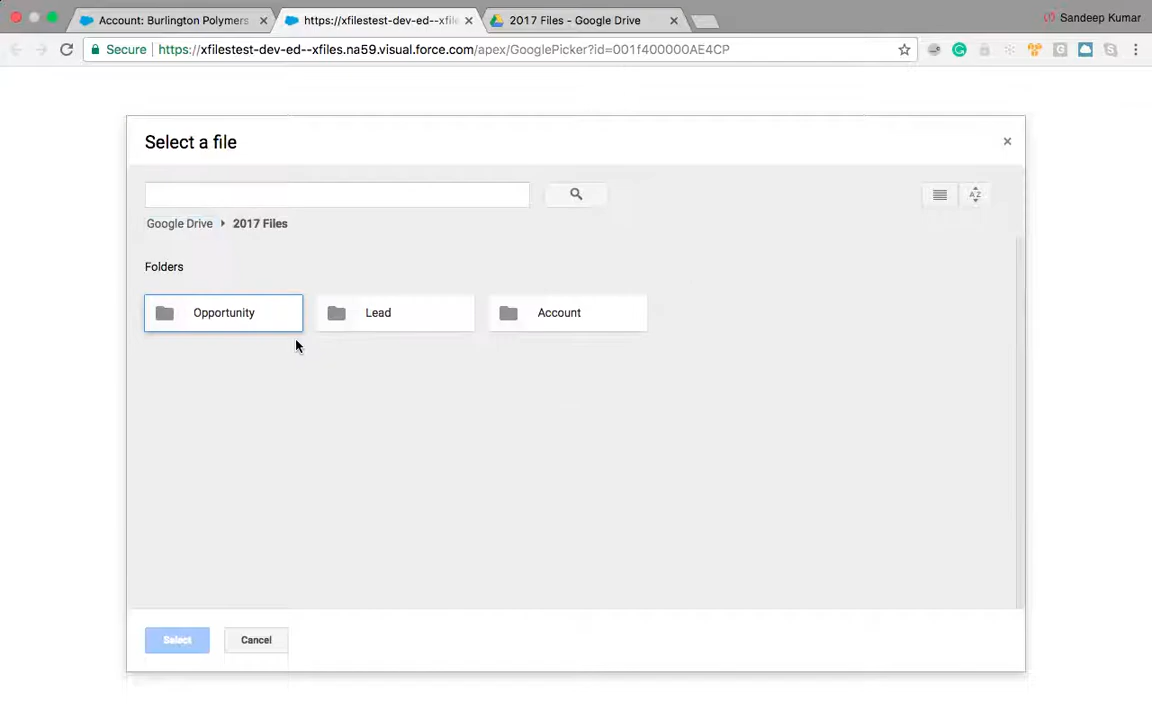 Account: Burlington Polymers
https://xfilestest-dev-ed--xfile
2017 Files - Google Drive
Sandeep Kumar
Secure
https://xfilestest-dev-ed--xfiles.na59.visual.force.com/apex/GooglePicker?id=001f400000AE4CP
Select a file
Google Drive
2017 Files
Folders
Opportunity
Lead
Account
Select
Cancel